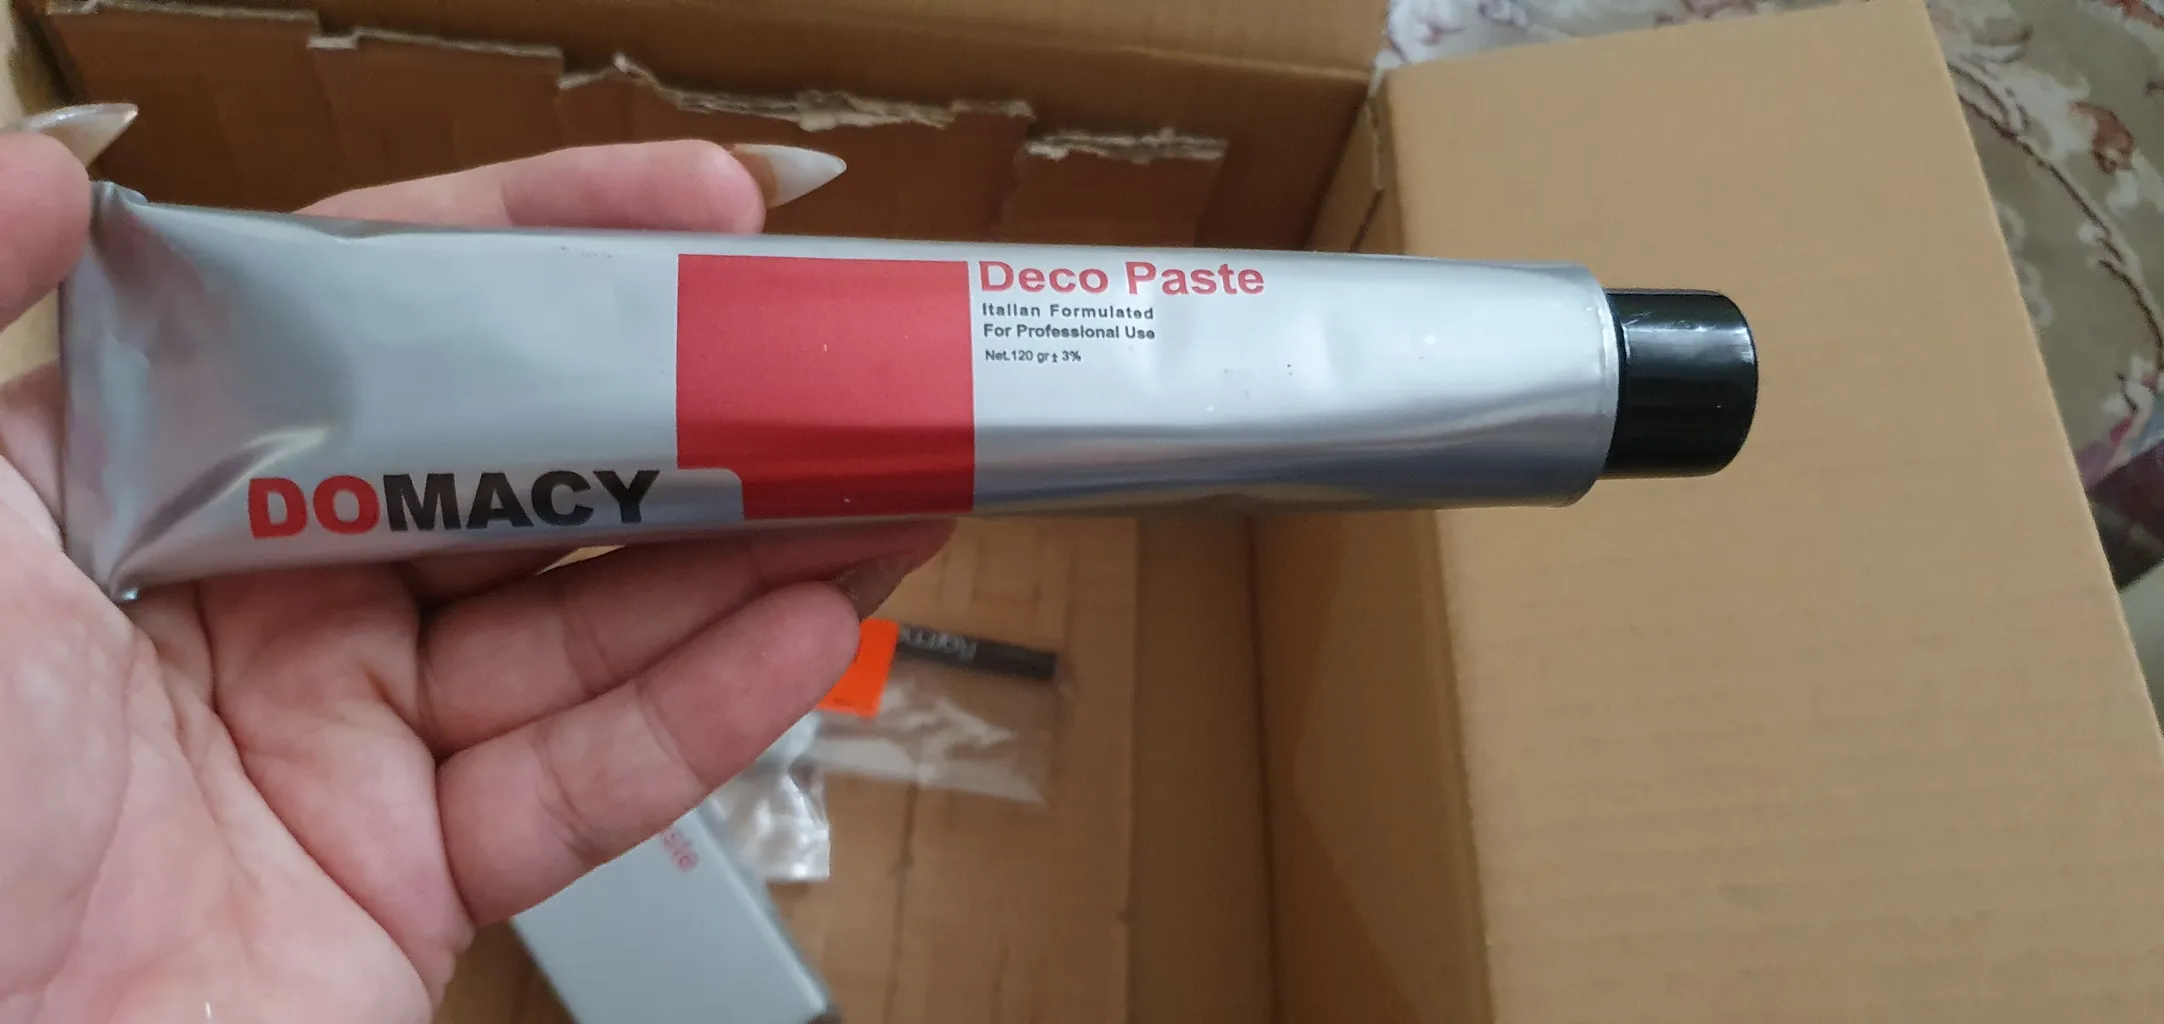 Deco Paste
Italian Formulated
For Professional Use
Net.120 gr± 3%
DOMACY